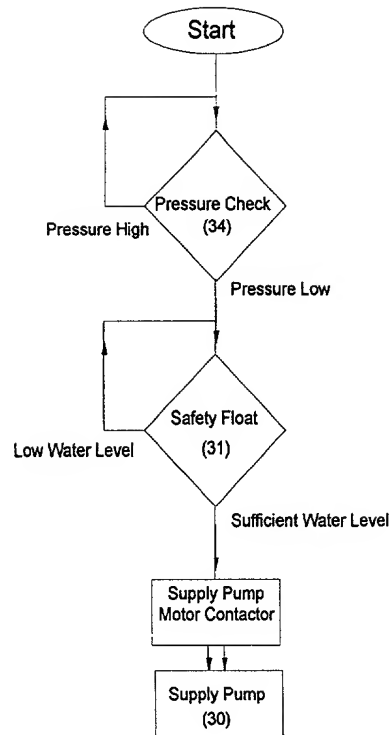 Start
Pressure Check
(34)
Pressure High
Pressure Low
Safety Float
(31)
Low Water Level
Sufficient Water Level
Supply Pump
Motor Contactor
Supply Pump
(30)